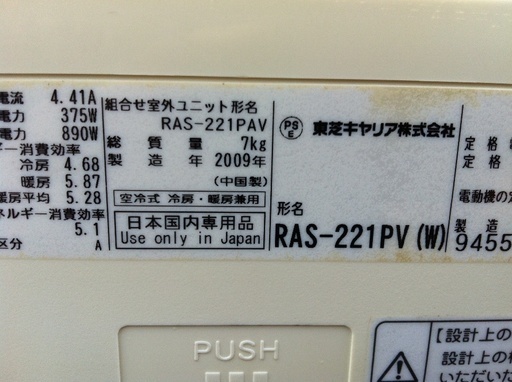 電流 4.41A
電力 375W
電力 890W
ギー消費効率
冷房 4.68
暖房 5.87
暖房平均 5.28
ネルギー消費効率
5.1
区分 A
組合せ室外ユニット形名
RAS-221PAV
総質量 7kg
製造年 2009年
(中国製)
空冷式 冷房・暖房兼用
日本国内専用品
Use only in Japan
PSE 東芝キヤリア株式会社
形名
RAS-221PV(W)
定格
定格
電動機の定
製造
9455
PUSH
【設計上の
設計上の
いただいた